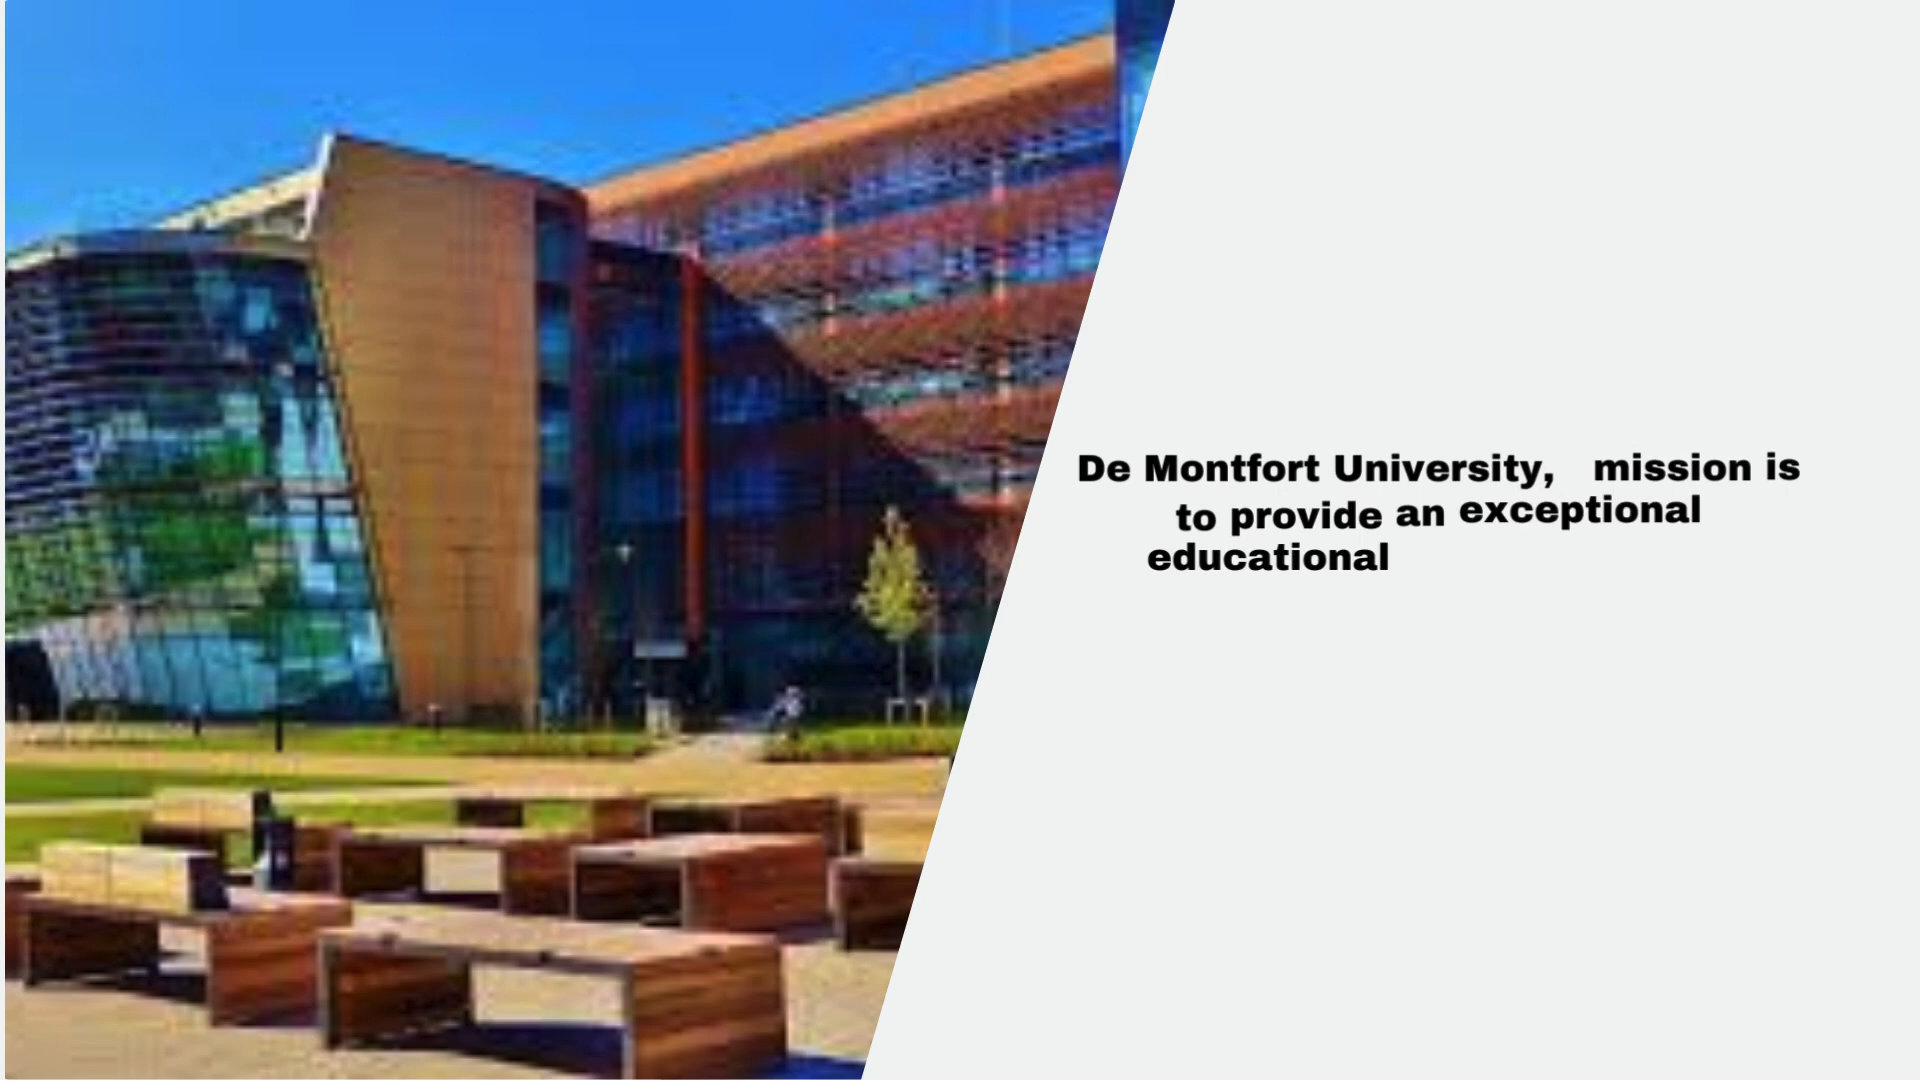 De Montfort University, mission is
to provide an exceptional
educational